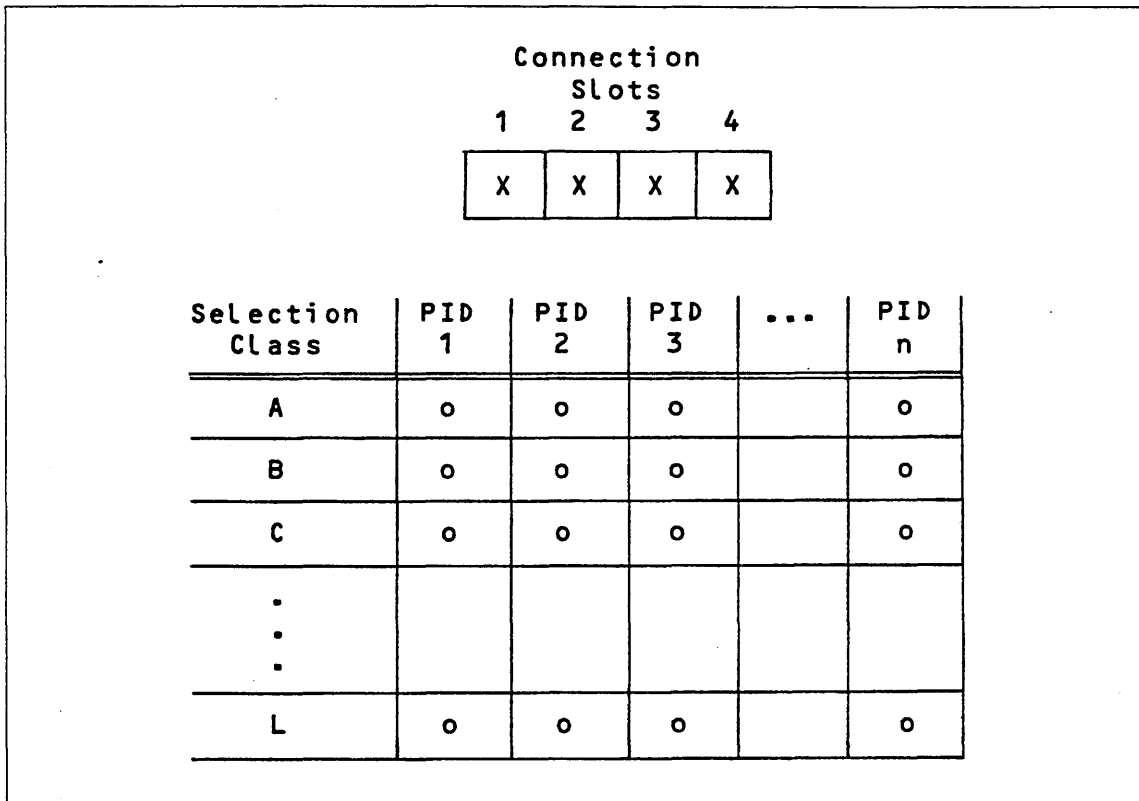 Connection
Slots
1 2 3 4
X X X X
Selection Class PID 1 PID 2 PID 3 ... PID n
A o o o o
B o o o o
C o o o o
.
.
.
L o o o o